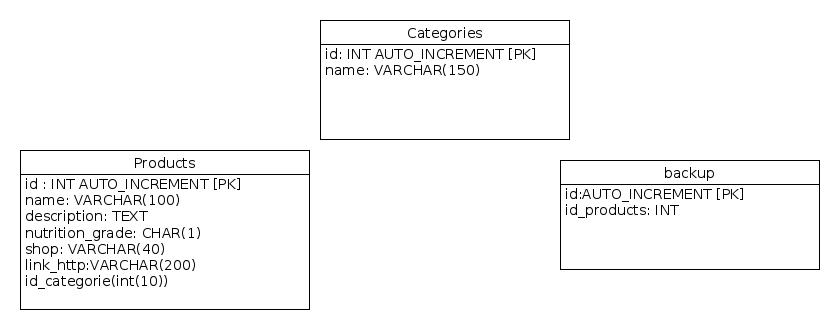 Categories
id: INT AUTO_INCREMENT [PK]
name: VARCHAR(150)
Products
id : INT AUTO_INCREMENT [PK]
name: VARCHAR(100)
description: TEXT
nutrition_grade: CHAR(1)
shop: VARCHAR(40)
link_http:VARCHAR(200)
id_categorie(int(10))
backup
id:AUTO_INCREMENT [PK]
id_products: INT